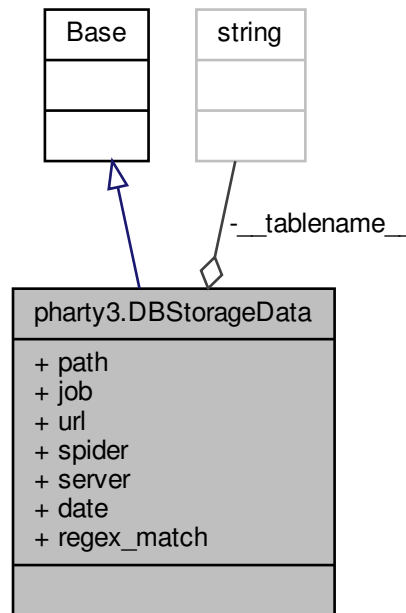 Base
string
-__tablename__
pharty3.DBStorageData
+ path
+ job
+ url
+ spider
+ server
+ date
+ regex_match